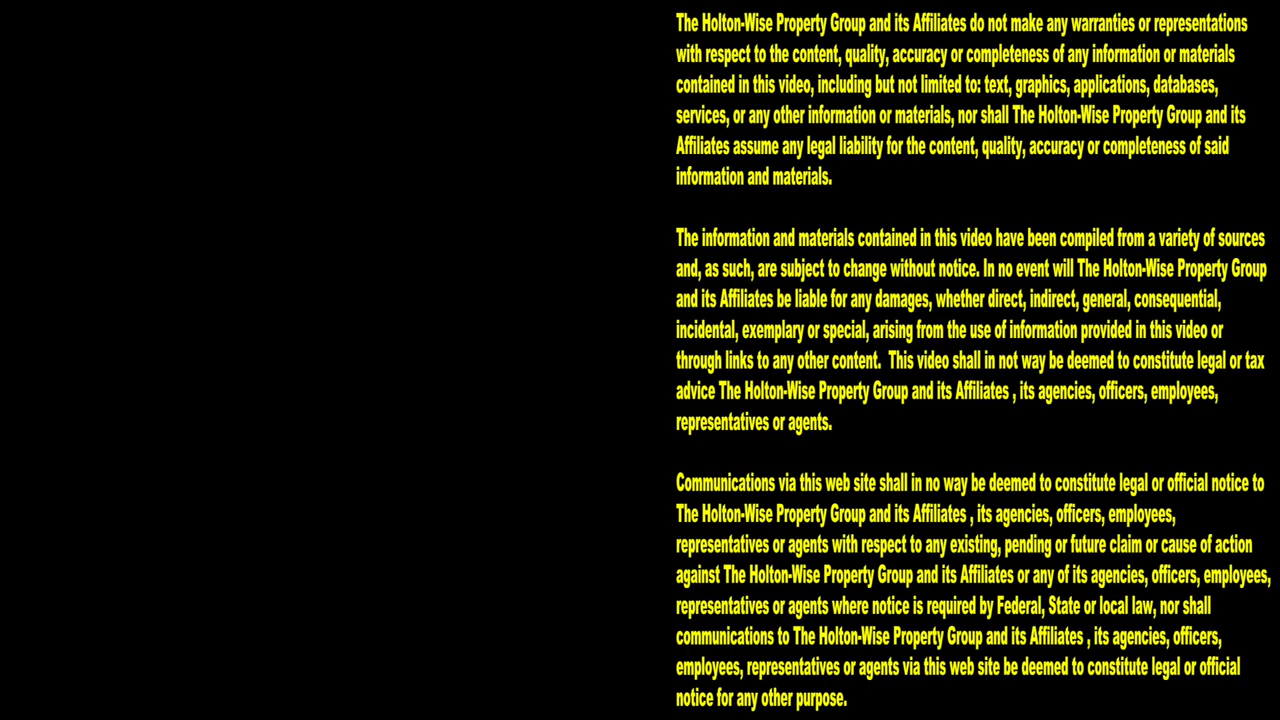 The Holton-Wise Property Group and its Affiliates do not make any warranties or representations
with respect to the content, quality, accuracy or completeness of any information or materials
contained in this video, including but not limited to: text, graphics, applications, databases,
services, or any other information or materials, nor shall The Holton-Wise Property Group and its
Affiliates assume any legal liability for the content, quality, accuracy or completeness of said
information and materials.
The information and materials contained in this video have been compiled from a variety of sources
and, as such, are subject to change without notice. In no event will The Holton-Wise Property Group
and its Affiliates be liable for any damages, whether direct, indirect, general, consequential,
incidental, exemplary or special, arising from the use of information provided in this video or
through links to any other content.  This video shall in not way be deemed to constitute legal or tax
advice The Holton-Wise Property Group and its Affiliates , its agencies, officers, employees,
representatives or agents.
Communications via this web site shall in no way be deemed to constitute legal or official notice to
The Holton-Wise Property Group and its Affiliates , its agencies, officers, employees,
representatives or agents with respect to any existing, pending or future claim or cause of action
against The Holton-Wise Property Group and its Affiliates or any of its agencies, officers, employees,
representatives or agents where notice is required by Federal, State or local law, nor shall
communications to The Holton-Wise Property Group and its Affiliates , its agencies, officers,
employees, representatives or agents via this web site be deemed to constitute legal or official
notice for any other purpose.